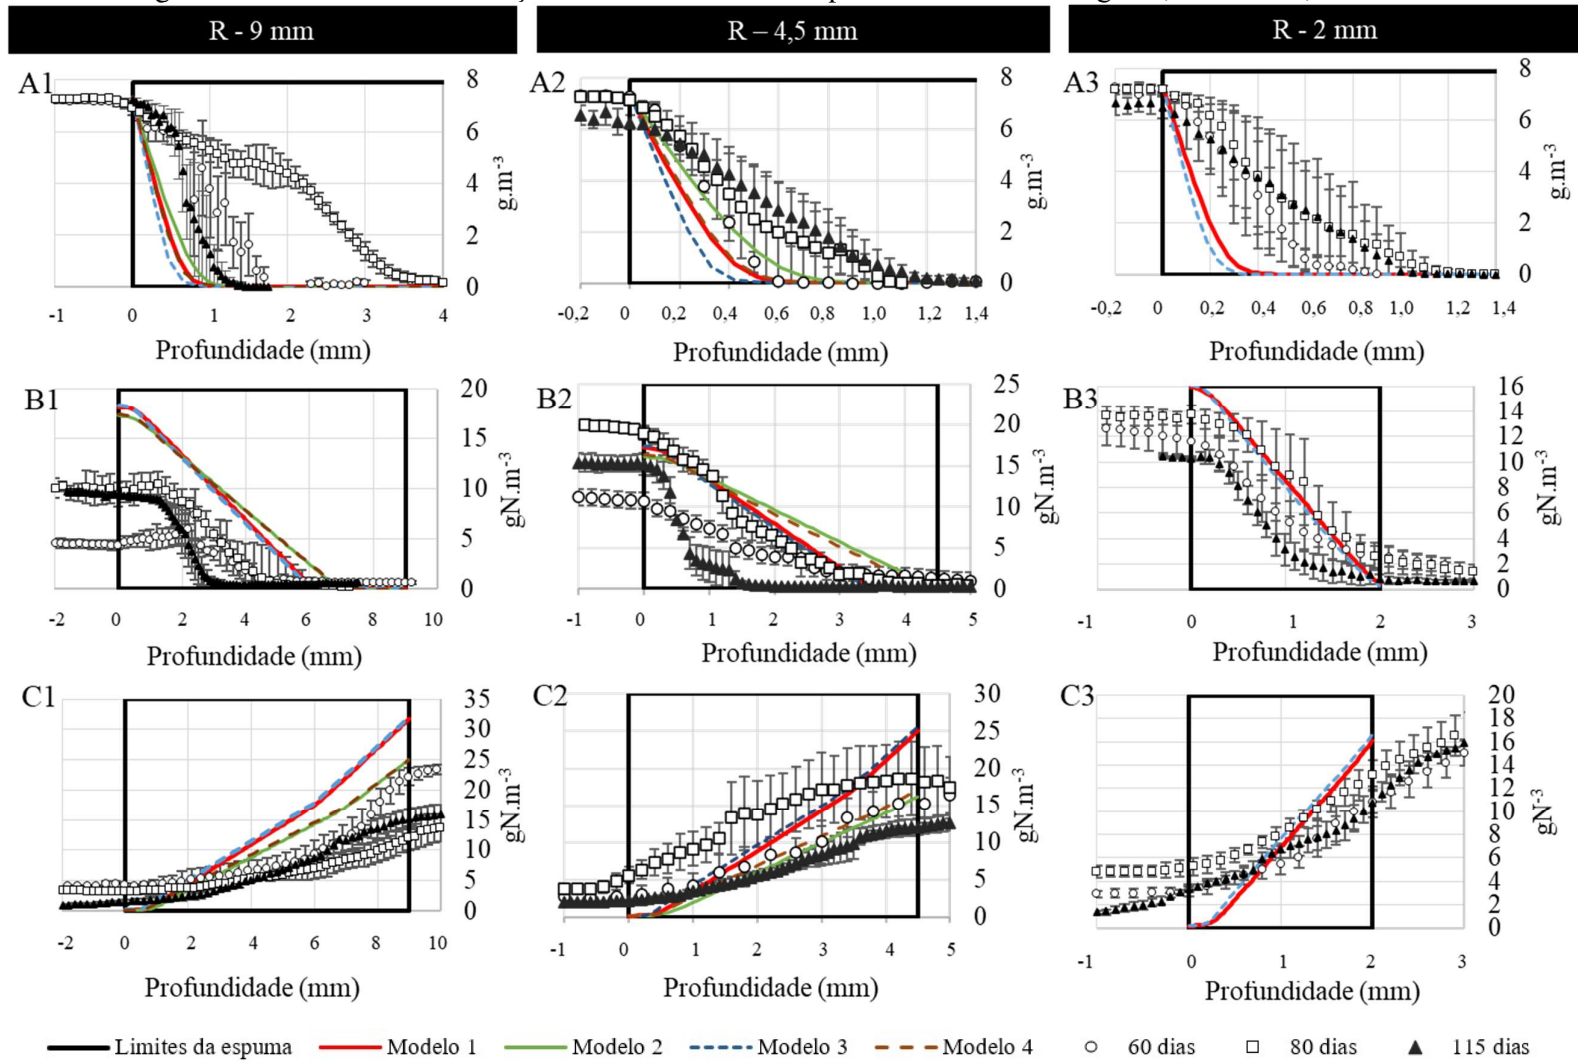 R - 9 mm
R – 4,5 mm
R - 2 mm
A1
8
6
4
2
0
g.m-3
-1 0 1 2 3 4
Profundidade (mm)
A2
8
6
4
2
0
g.m-3
-0,2 0 0,2 0,4 0,6 0,8 1,0 1,2 1,4
Profundidade (mm)
A3
8
6
4
2
0
g.m-3
-0,2 0 0,2 0,4 0,6 0,8 1,0 1,2 1,4
Profundidade (mm)
B1
20
15
10
5
0
gN.m-3
-2 0 2 4 6 8 10
Profundidade (mm)
B2
25
20
15
10
5
0
gN.m-3
-1 0 1 2 3 4 5
Profundidade (mm)
B3
16
14
12
10
8
6
4
2
0
gN.m-3
-1 0 1 2 3
Profundidade (mm)
C1
35
30
25
20
15
10
5
0
gN.m-3
-2 0 2 4 6 8 10
Profundidade (mm)
C2
30
25
20
15
10
5
0
gN.m-3
-1 0 1 2 3 4 5
Profundidade (mm)
C3
20
18
16
14
12
10
8
6
4
2
0
gN-3
-1 0 1 2 3
Profundidade (mm)
Limites da espuma Modelo 1 Modelo 2 Modelo 3 Modelo 4 60 dias 80 dias 115 dias